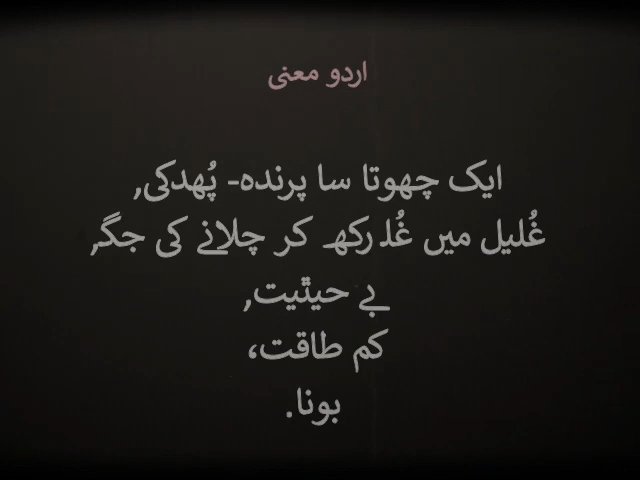 اردو معنی
ایک چھوتا سا پرندہ- پُھدکی,
غُلیل میں غُلہ رکھ کر چلانے کی جگہ,
بے حیثیت,
کم طاقت،
بونا.